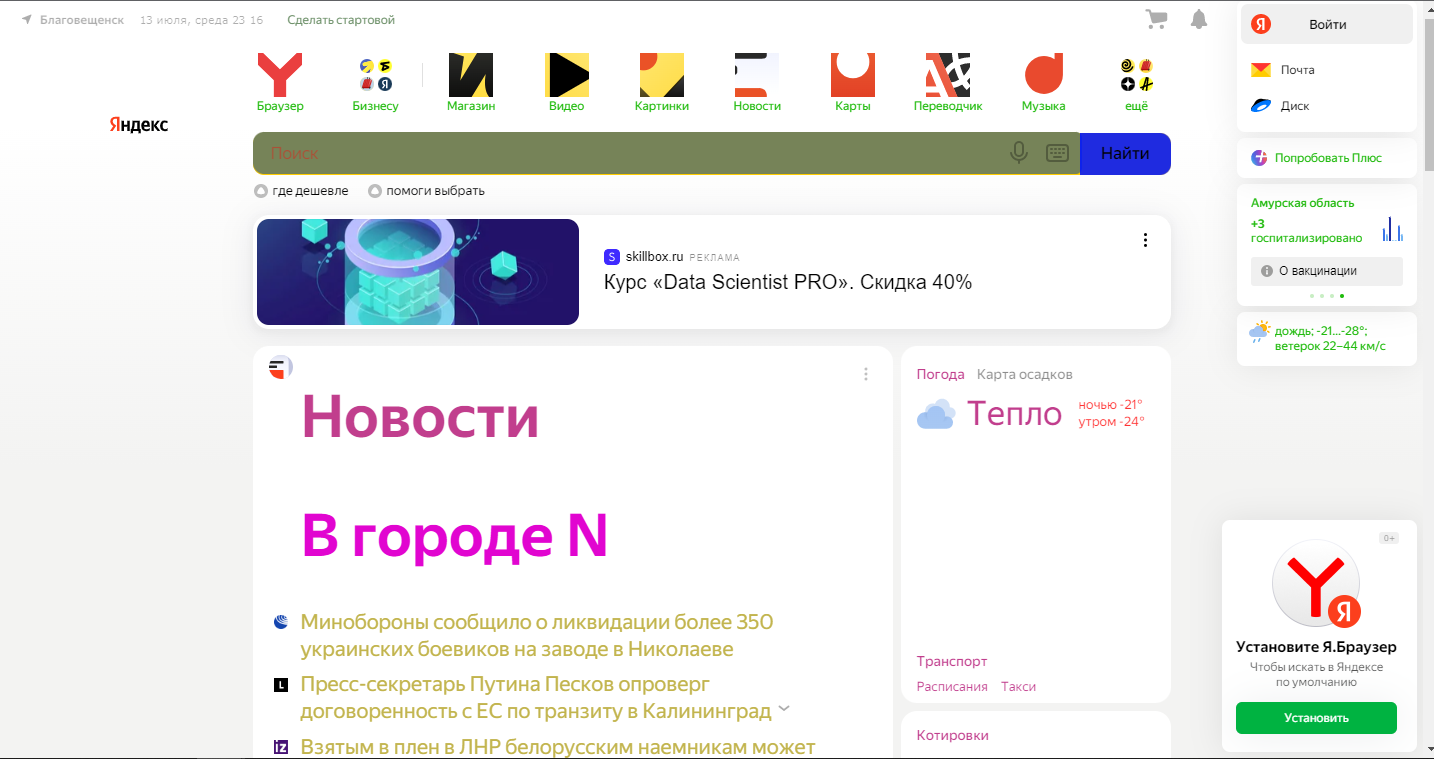 Благовещенск 13 июля, среда 23 16 Сделать стартовой
Войти
Почта
Диск
Браузер Бизнесу Магазин Видео Картинки Новости Карты Переводчик Музыка ещё
Яндекс
Поиск
Найти
где дешевле помоги выбрать
Попробовать Плюс
Амурская область
+3
госпитализировано
О вакцинации
skillbox.ru РЕКЛАМА
Курс «Data Scientist PRO». Скидка 40%
дождь; -21...-28°;
ветерок 22–44 км/с
Новости
В городе N
Минобороны сообщило о ликвидации более 350
украинских боевиков на заводе в Николаеве
Пресс-секретарь Путина Песков опроверг
договоренность с ЕС по транзиту в Калининград
Взятым в плен в ЛНР белорусским наемникам может
Погода Карта осадков
Тепло
ночью -21°
утром -24°
Транспорт
Расписания Такси
Котировки
0+
Установите Я.Браузер
Чтобы искать в Яндексе
по умолчанию
Установить